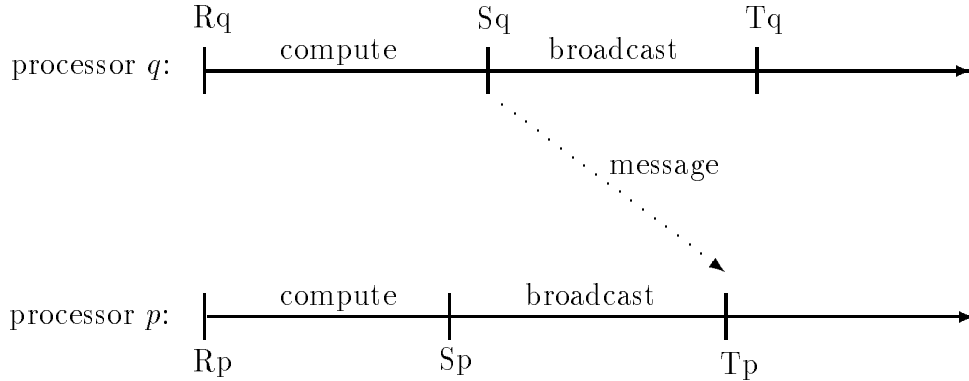 Rq Sq Tq
processor q: compute broadcast
message
processor p: compute broadcast
Rp Sp Tp